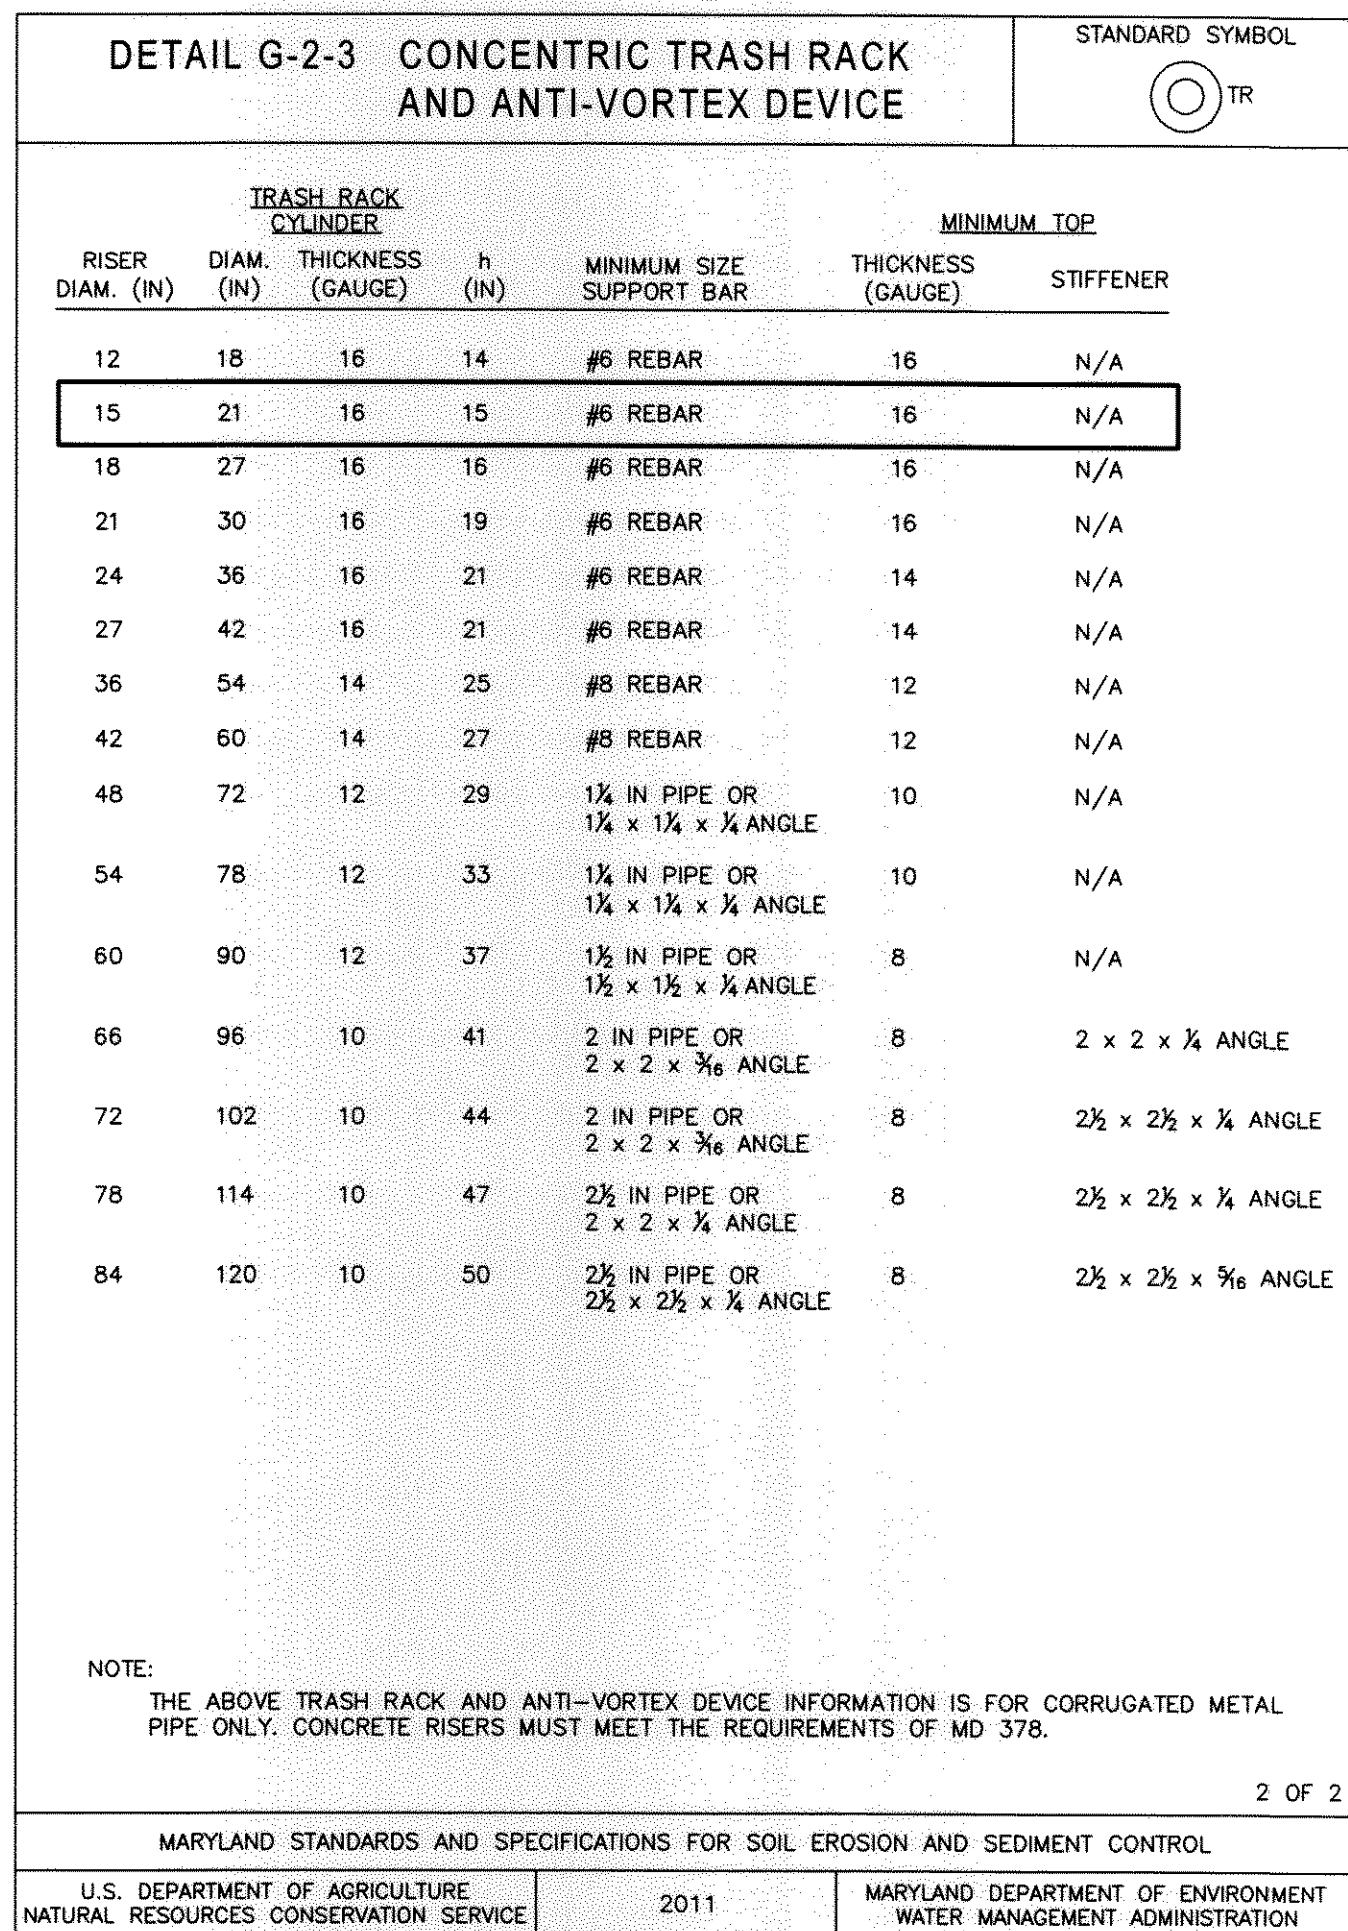 DETAIL G-2-3 CONCENTRIC TRASH RACK
AND ANTI-VORTEX DEVICE
STANDARD SYMBOL
TR
TRASH RACK
CYLINDER
MINIMUM TOP
RISER DIAM. (IN) DIAM. (IN) THICKNESS (GAUGE) h (IN) MINIMUM SIZE SUPPORT BAR THICKNESS (GAUGE) STIFFENER
12 18 16 14 #6 REBAR 16 N/A
15 21 16 15 #6 REBAR 16 N/A
18 27 16 16 #6 REBAR 16 N/A
21 30 16 19 #6 REBAR 16 N/A
24 36 16 21 #6 REBAR 14 N/A
27 42 16 21 #6 REBAR 14 N/A
36 54 14 25 #8 REBAR 12 N/A
42 60 14 27 #8 REBAR 12 N/A
48 72 12 29 1¼ IN PIPE OR 10 N/A
1¼ x 1¼ x ¼ ANGLE
54 78 12 33 1¼ IN PIPE OR 10 N/A
1¼ x 1¼ x ¼ ANGLE
60 90 12 37 1½ IN PIPE OR 8 N/A
1½ x 1½ x ¼ ANGLE
66 96 10 41 2 IN PIPE OR 8 2 x 2 x ¼ ANGLE
2 x 2 x 3/16 ANGLE
72 102 10 44 2 IN PIPE OR 8 2½ x 2½ x ¼ ANGLE
2 x 2 x 3/16 ANGLE
78 114 10 47 2½ IN PIPE OR 8 2½ x 2½ x ¼ ANGLE
2 x 2 x ¼ ANGLE
84 120 10 50 2½ IN PIPE OR 8 2½ x 2½ x 5/16 ANGLE
2½ x 2½ x ¼ ANGLE
NOTE:
THE ABOVE TRASH RACK AND ANTI-VORTEX DEVICE INFORMATION IS FOR CORRUGATED METAL
PIPE ONLY. CONCRETE RISERS MUST MEET THE REQUIREMENTS OF MD 378.
2 OF 2
MARYLAND STANDARDS AND SPECIFICATIONS FOR SOIL EROSION AND SEDIMENT CONTROL
U.S. DEPARTMENT OF AGRICULTURE
NATURAL RESOURCES CONSERVATION SERVICE
2011
MARYLAND DEPARTMENT OF ENVIRONMENT
WATER MANAGEMENT ADMINISTRATION